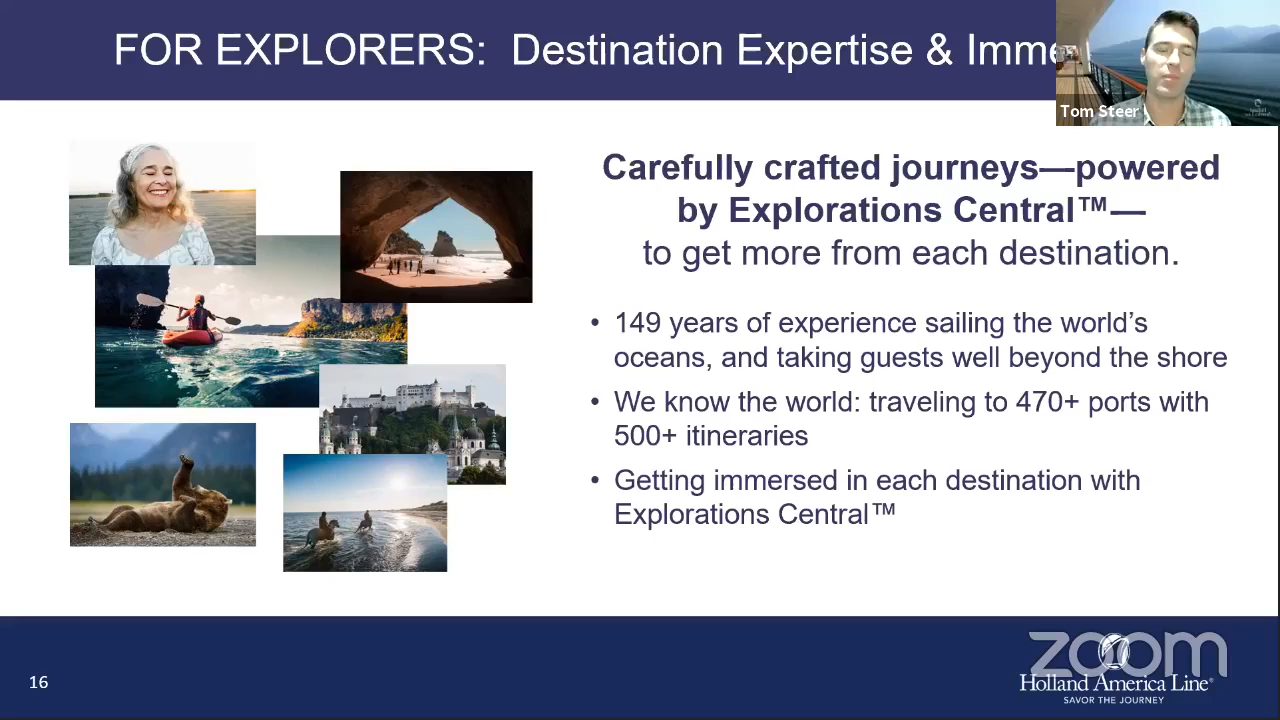 FOR EXPLORERS:  Destination Expertise & Imme
Tom Steer
Carefully crafted journeys—powered
by Explorations Central™—
to get more from each destination.
• 149 years of experience sailing the world’s
oceans, and taking guests well beyond the shore
• We know the world: traveling to 470+ ports with
500+ itineraries
• Getting immersed in each destination with
Explorations Central™
16
zoom
Holland America Line®
SAVOR THE JOURNEY